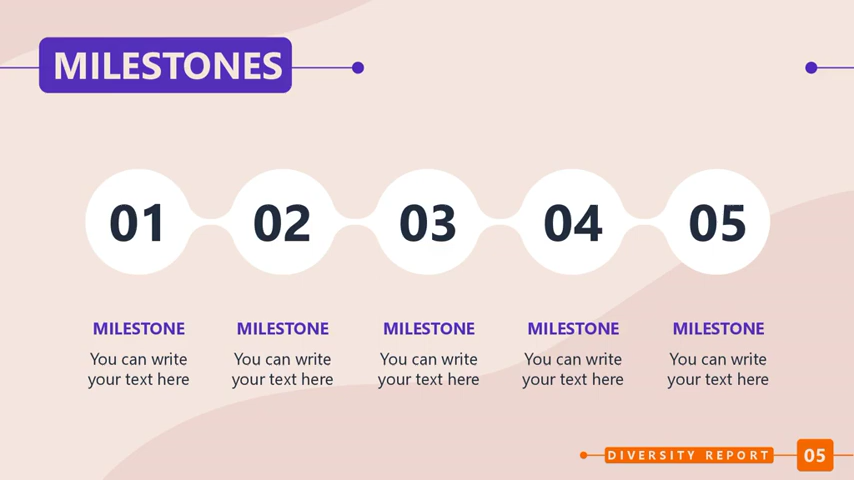 MILESTONES
01 02 03 04 05
MILESTONE MILESTONE MILESTONE MILESTONE MILESTONE
You can write You can write You can write You can write You can write
your text here your text here your text here your text here your text here
DIVERSITY REPORT 05